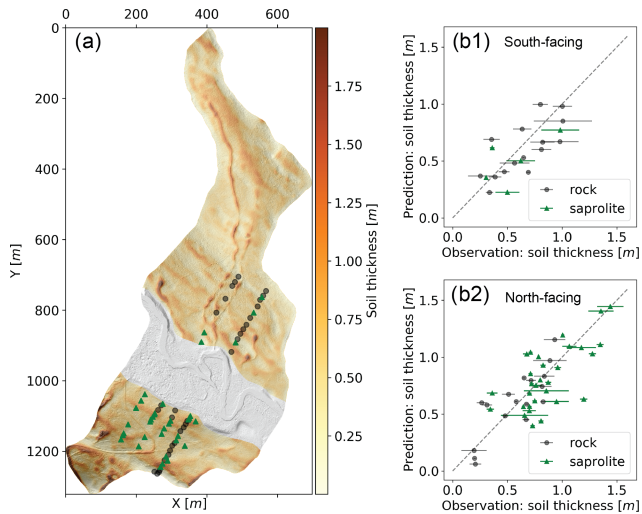 0 200 400 600
0
200
400
600
800
1000
1200
Y [m]
X [m]
(a)
1.75
1.50
1.25
1.00
0.75
0.50
0.25
Soil thickness [m]
(b1) South-facing
1.5
1.0
0.5
0.0
Prediction: soil thickness [m]
rock
saprolite
0.0 0.5 1.0 1.5
Observation: soil thickness [m]
(b2) North-facing
1.5
1.0
0.5
0.0
Prediction: soil thickness [m]
rock
saprolite
0.0 0.5 1.0 1.5
Observation: soil thickness [m]